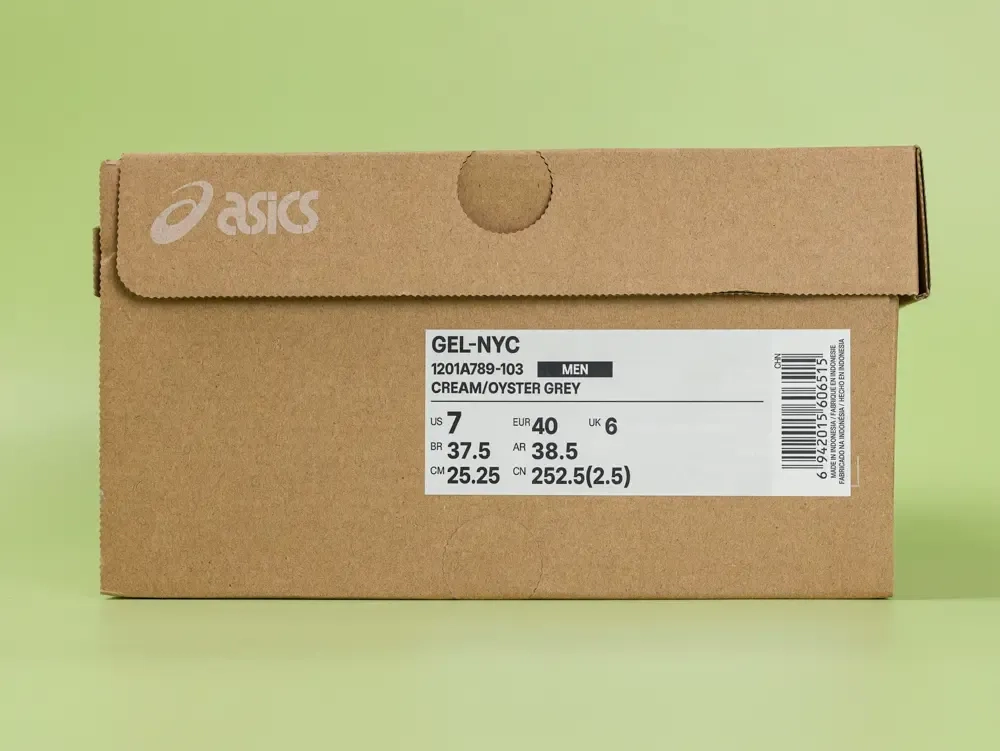 asics
GEL-NYC
1201A789-103 MEN
CREAM/OYSTER GREY
US 7 EUR 40 UK 6
BR 37.5 AR 38.5
CM 25.25 CN 252.5(2.5)
CHN
6 942015 606515
MADE IN INDONESIA / FABRIQUE EN INDONESIE
FABRICADO NA INDONÉSIA / HECHO EN INDONESIA